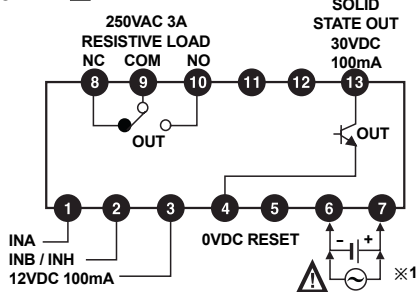 SOLID
STATE OUT
30VDC
100mA
250VAC 3A
RESISTIVE LOAD
NC COM NO
8 9 10 11 12 13
OUT
OUT
1 2 3 4 5 6 7
INA
INB / INH
12VDC 100mA
0VDC RESET
- +
※1